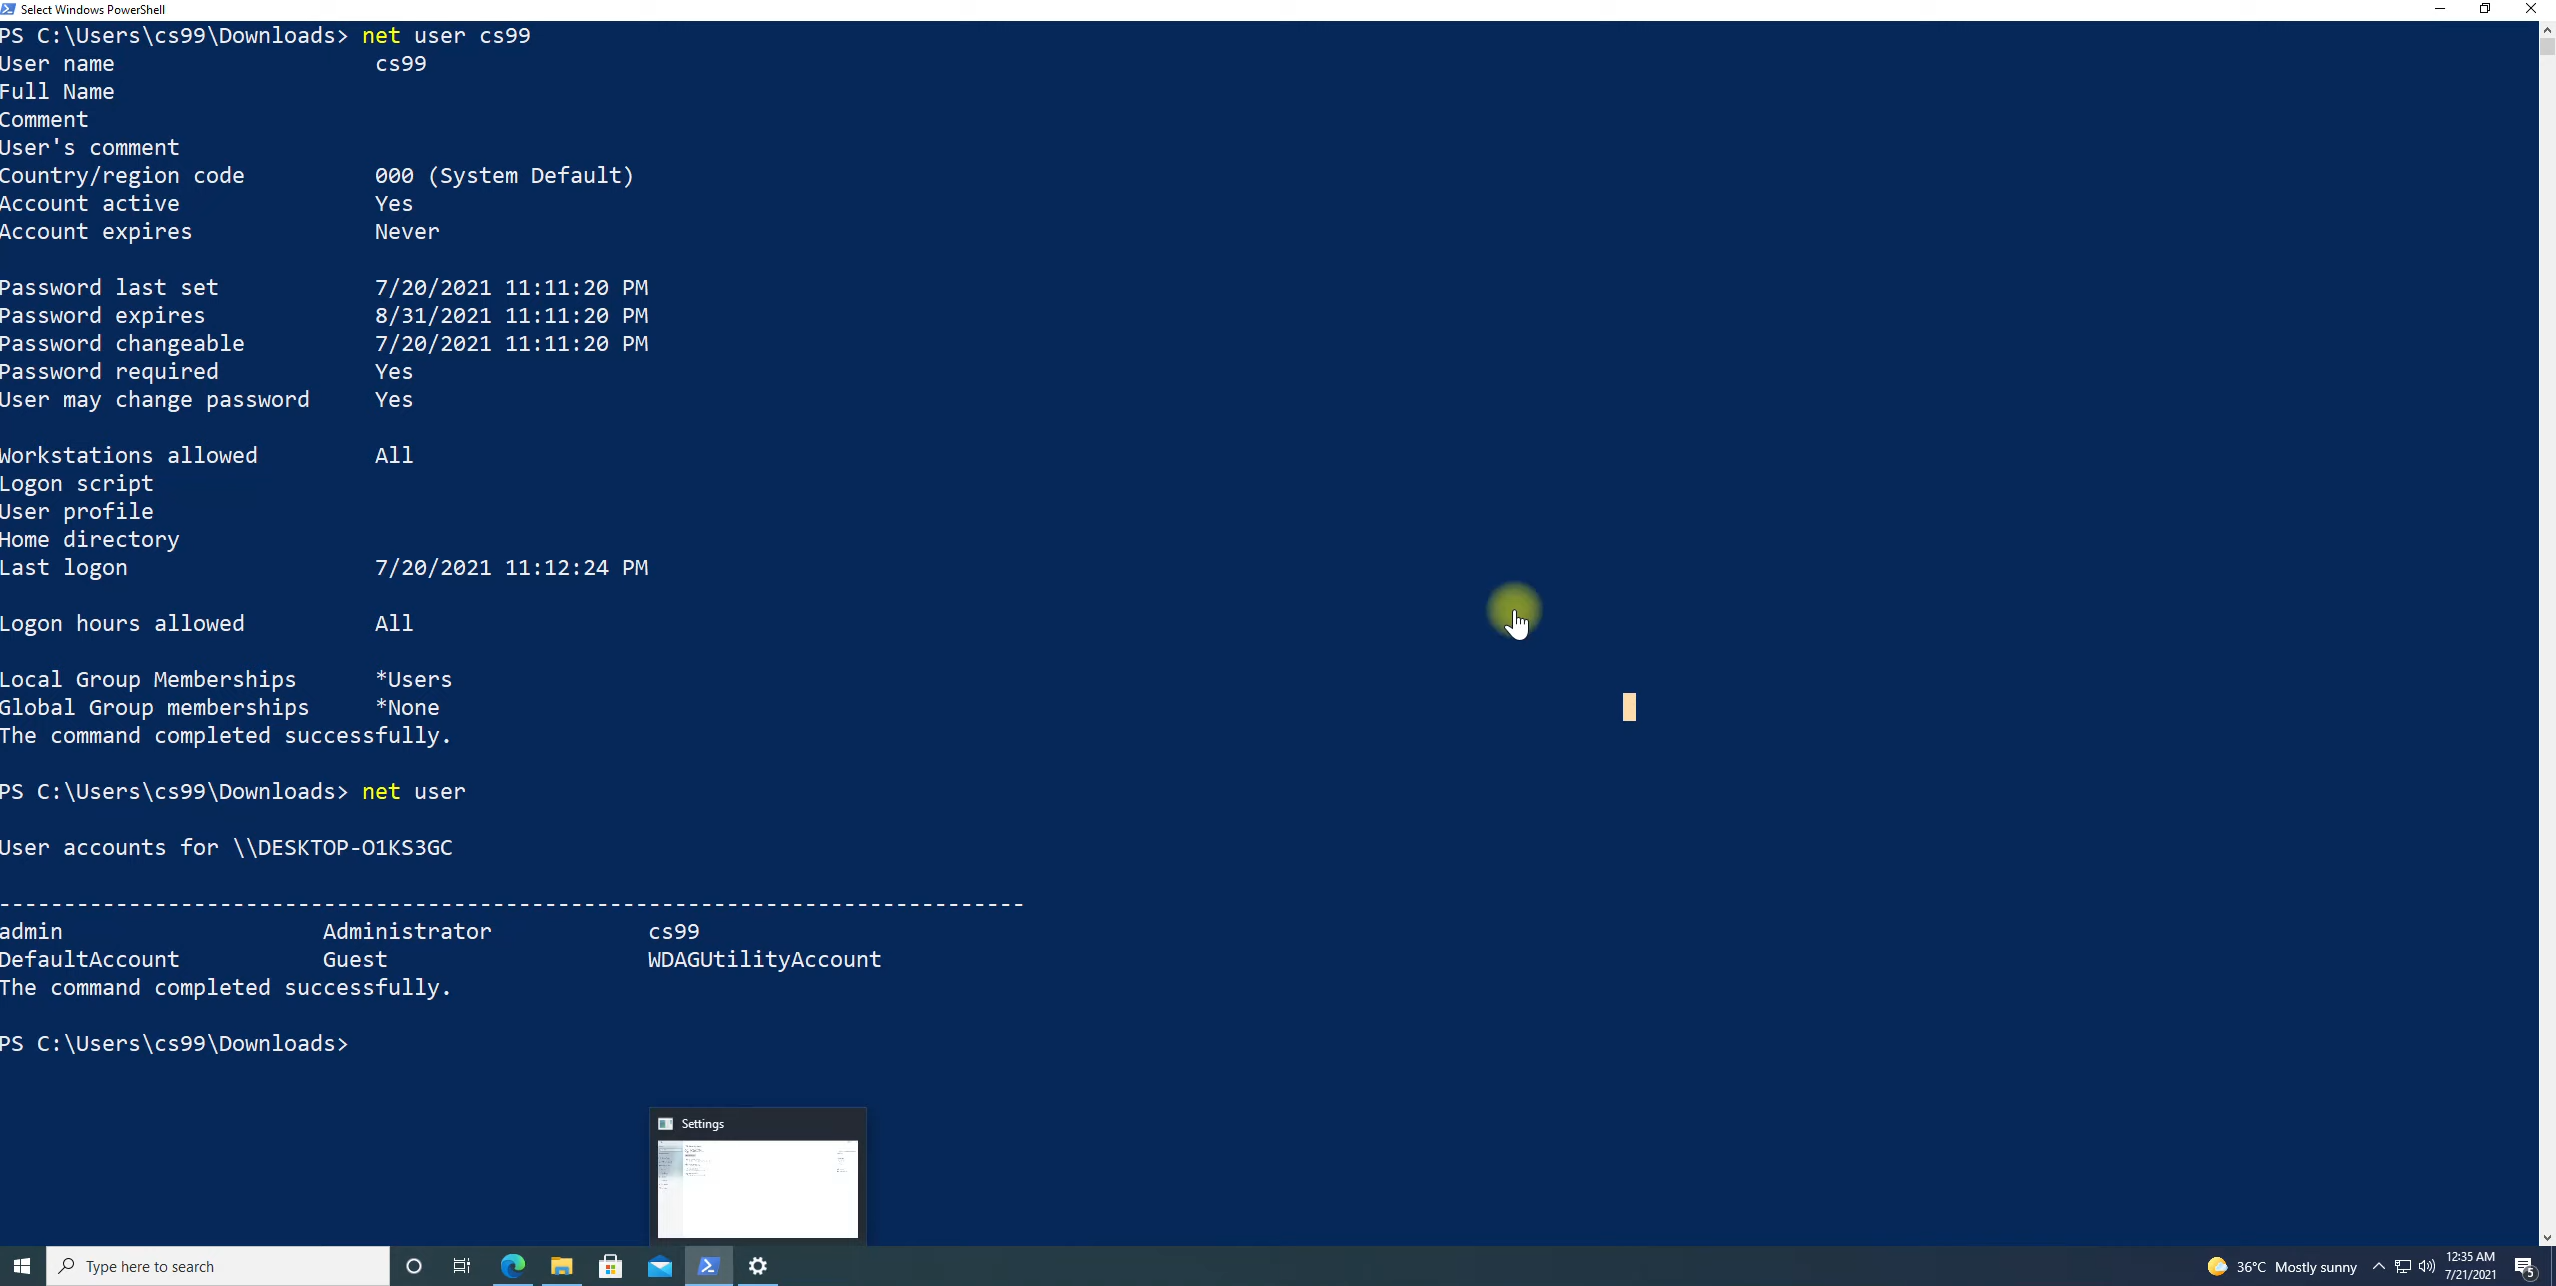 Select Windows PowerShell
PS C:\Users\cs99\Downloads> net user cs99
User name                    cs99
Full Name
Comment
User's comment
Country/region code          000 (System Default)
Account active               Yes
Account expires              Never
Password last set            7/20/2021 11:11:20 PM
Password expires             8/31/2021 11:11:20 PM
Password changeable          7/20/2021 11:11:20 PM
Password required            Yes
User may change password     Yes
Workstations allowed         All
Logon script
User profile
Home directory
Last logon                   7/20/2021 11:12:24 PM
Logon hours allowed          All
Local Group Memberships      *Users
Global Group memberships     *None
The command completed successfully.
PS C:\Users\cs99\Downloads> net user
User accounts for \\DESKTOP-O1KS3GC
-------------------------------------------------------------------------------
admin                    Administrator            cs99
DefaultAccount           Guest                    WDAGUtilityAccount
The command completed successfully.
PS C:\Users\cs99\Downloads>
Settings
Type here to search
36°C Mostly sunny
12:35 AM
7/21/2021
5